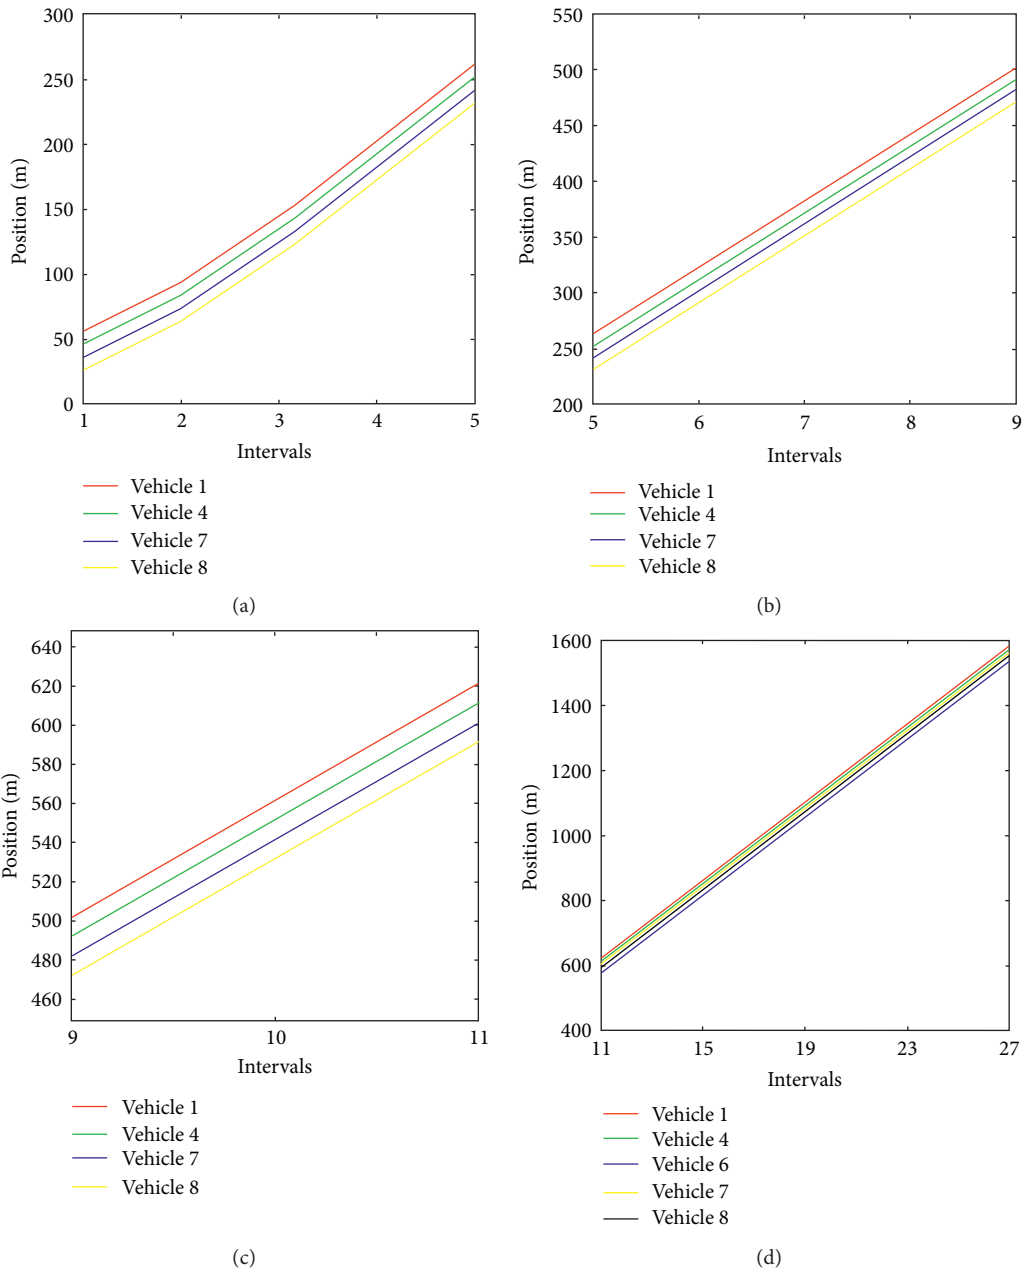 300
250
200
150
100
50
0
Position (m)
1 2 3 4 5
Intervals
Vehicle 1
Vehicle 4
Vehicle 7
Vehicle 8
(a)
550
500
450
400
350
300
250
200
Position (m)
5 6 7 8 9
Intervals
Vehicle 1
Vehicle 4
Vehicle 7
Vehicle 8
(b)
640
620
600
580
560
540
520
500
480
460
Position (m)
9 10 11
Intervals
Vehicle 1
Vehicle 4
Vehicle 7
Vehicle 8
(c)
1600
1400
1200
1000
800
600
400
Position (m)
11 15 19 23 27
Intervals
Vehicle 1
Vehicle 4
Vehicle 6
Vehicle 7
Vehicle 8
(d)